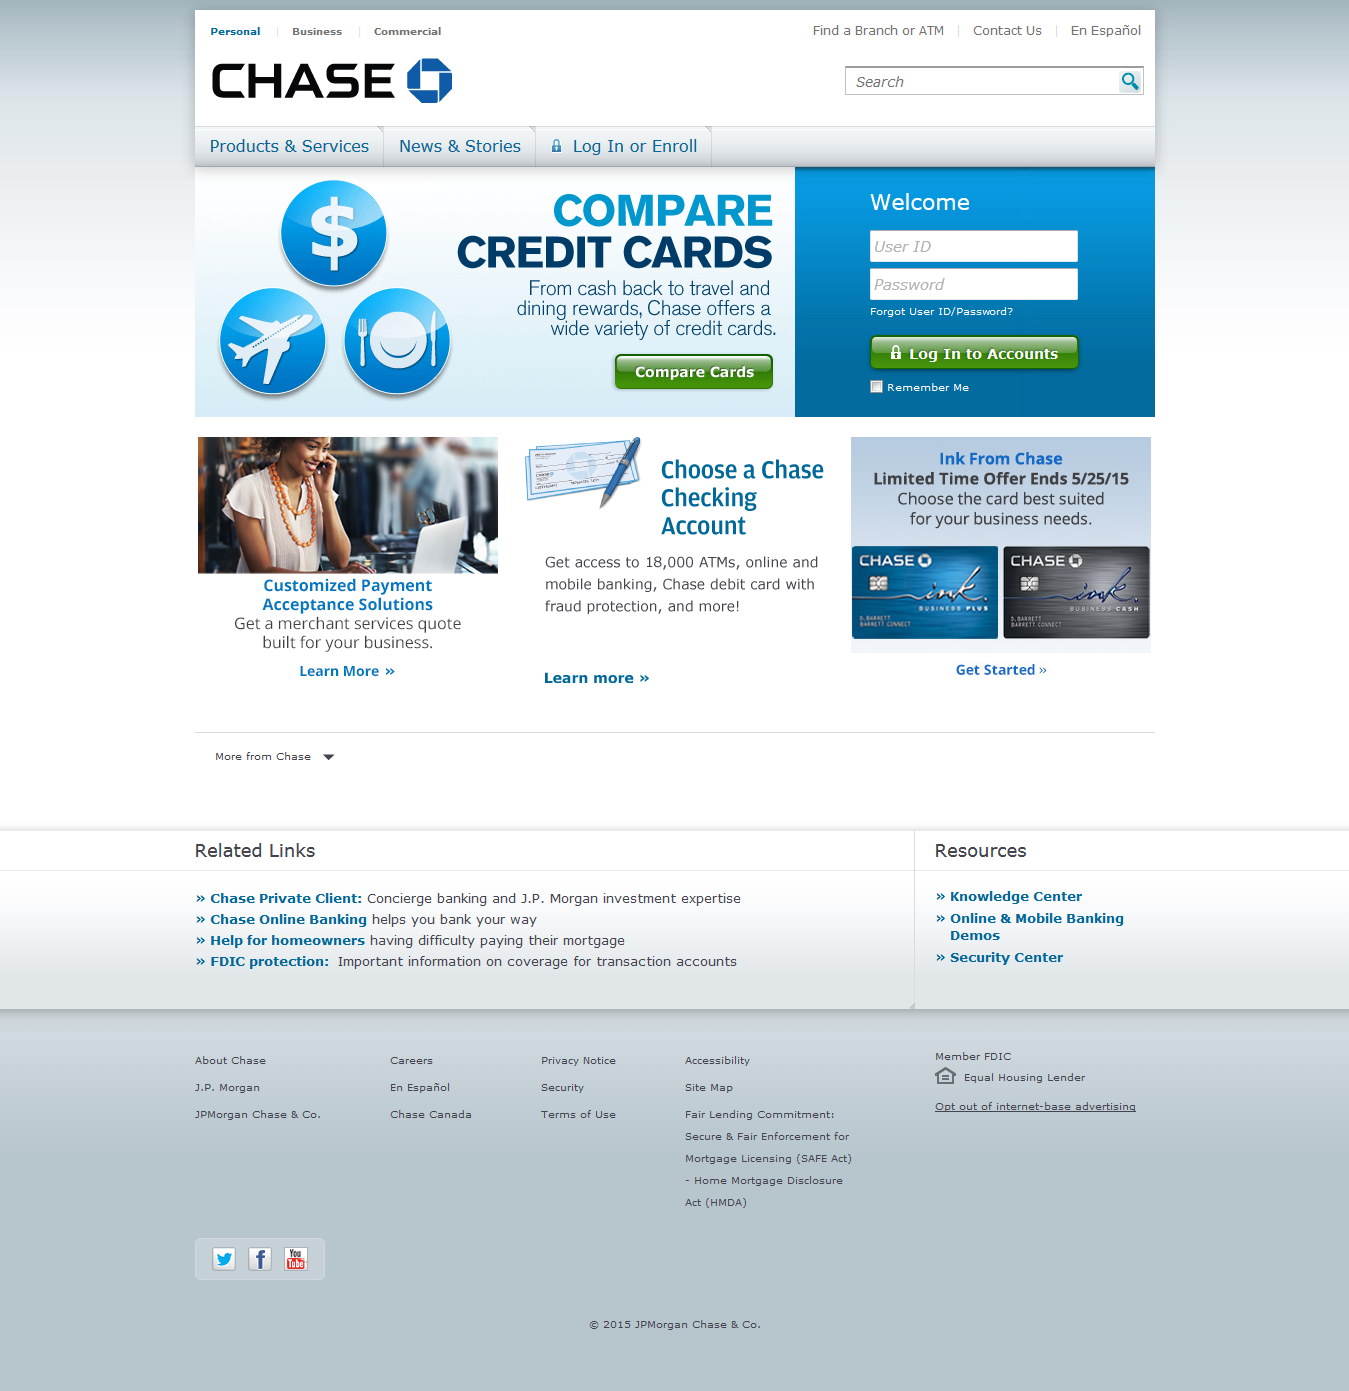 Personal
Business
Commercial
Find a Branch or ATM
Contact Us
En Español
CHASE
Search
Products & Services
News & Stories
Log In or Enroll
$
COMPARE
CREDIT CARDS
From cash back to travel and
dining rewards, Chase offers a
wide variety of credit cards.
Compare Cards
Welcome
User ID
Password
Forgot User ID/Password?
Log In to Accounts
Remember Me
Customized Payment
Acceptance Solutions
Get a merchant services quote
built for your business.
Learn More »
Choose a Chase
Checking
Account
Get access to 18,000 ATMs, online and
mobile banking, Chase debit card with
fraud protection, and more!
Learn more »
Ink From Chase
Limited Time Offer Ends 5/25/15
Choose the card best suited
for your business needs.
CHASE
ink.
BUSINESS PLUS
D.BARRETT
BARRETT CONNECT
CHASE
ink.
BUSINESS CASH
D.BARRETT
BARRETT CONNECT
Get Started »
More from Chase
Related Links
» Chase Private Client: Concierge banking and J.P. Morgan investment expertise
» Chase Online Banking helps you bank your way
» Help for homeowners having difficulty paying their mortgage
» FDIC protection: Important information on coverage for transaction accounts
Resources
» Knowledge Center
» Online & Mobile Banking
Demos
» Security Center
About Chase
J.P. Morgan
JPMorgan Chase & Co.
Careers
En Español
Chase Canada
Privacy Notice
Security
Terms of Use
Accessibility
Site Map
Fair Lending Commitment:
Secure & Fair Enforcement for
Mortgage Licensing (SAFE Act)
- Home Mortgage Disclosure
Act (HMDA)
Member FDIC
Equal Housing Lender
Opt out of internet-base advertising
f
You
Tube
© 2015 JPMorgan Chase & Co.